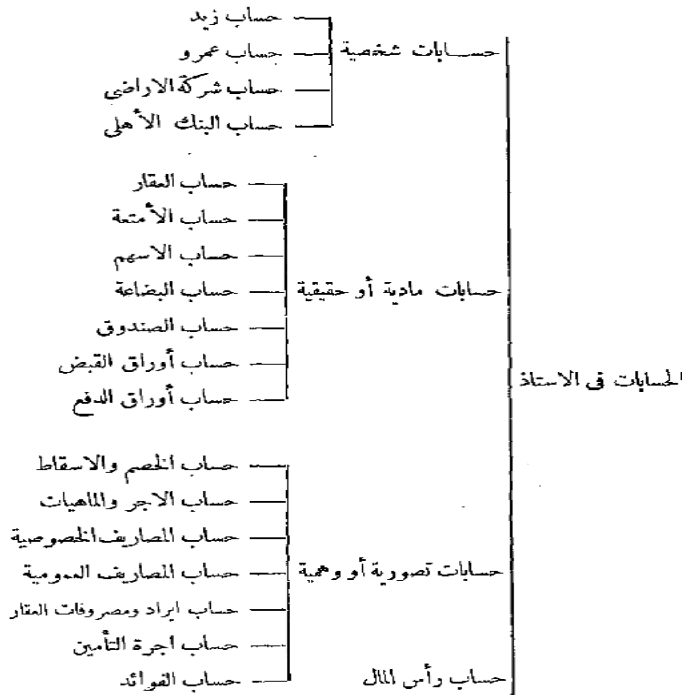 حساب زيد
حسابات شخصية
حساب عمرو
حساب شركة الاراضى
حساب البنك الأهلى
حساب العقار
حساب الأمتعة
حساب الاسهم
حسابات مادية أو حقيقية
حساب البضاعة
حساب الصندوق
حساب أوراق القبض
الحسابات فى الاستاذ
حساب أوراق الدفع
حساب الخصم والاسقاط
حساب الاجر والماهيات
حساب المصاريف الخصوصية
حسابات تصورية أو وهمية
حساب المصاريف العمومية
حساب ايراد ومصروفات العقار
حساب اجرة التأمين
حساب رأس المال
حساب الفوائد